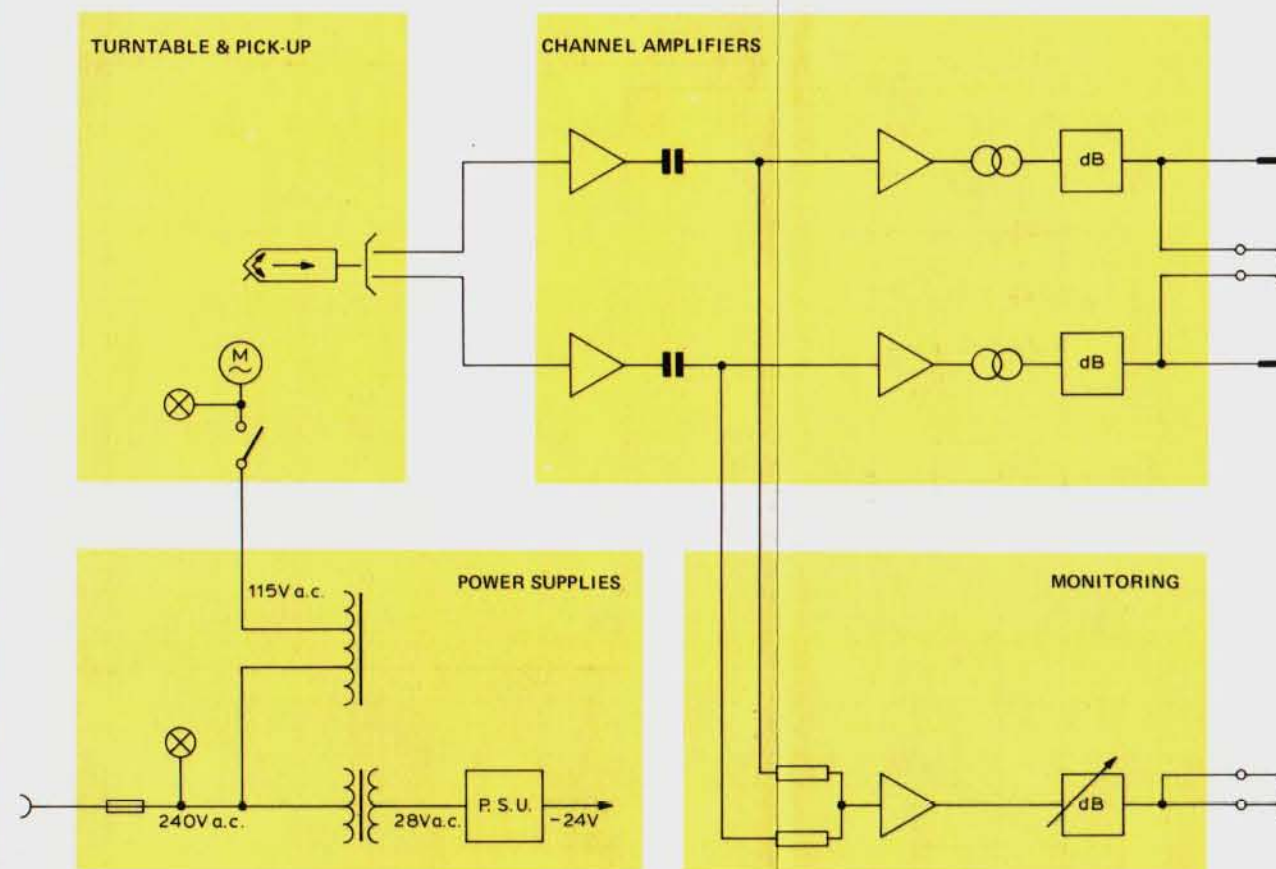 TURNTABLE & PICK-UP
CHANNEL AMPLIFIERS
dB
dB
M
115V a.c.
POWER SUPPLIES
MONITORING
240V a.c.
28V a.c.
P. S. U.
-24V
dB